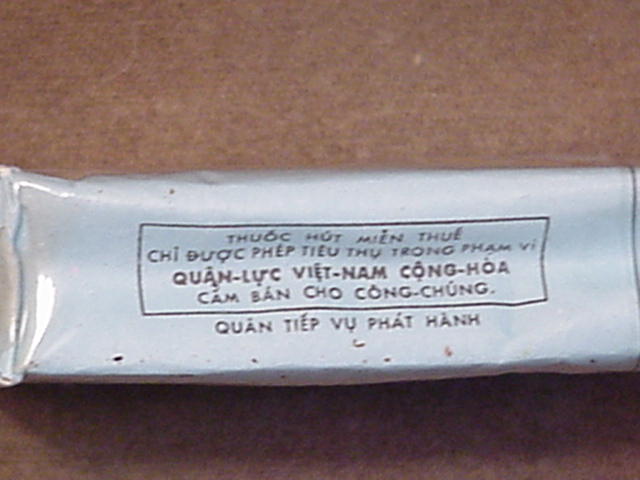 THUỐC HÚT MIỄN THUẾ
CHỈ ĐƯỢC PHÉP TIÊU THỤ TRONG PHẠM VI
QUÂN-LỰC VIỆT-NAM CỘNG-HÒA
CẤM BÁN CHO CÔNG-CHÚNG.
QUÂN TIẾP VỤ PHÁT HÀNH